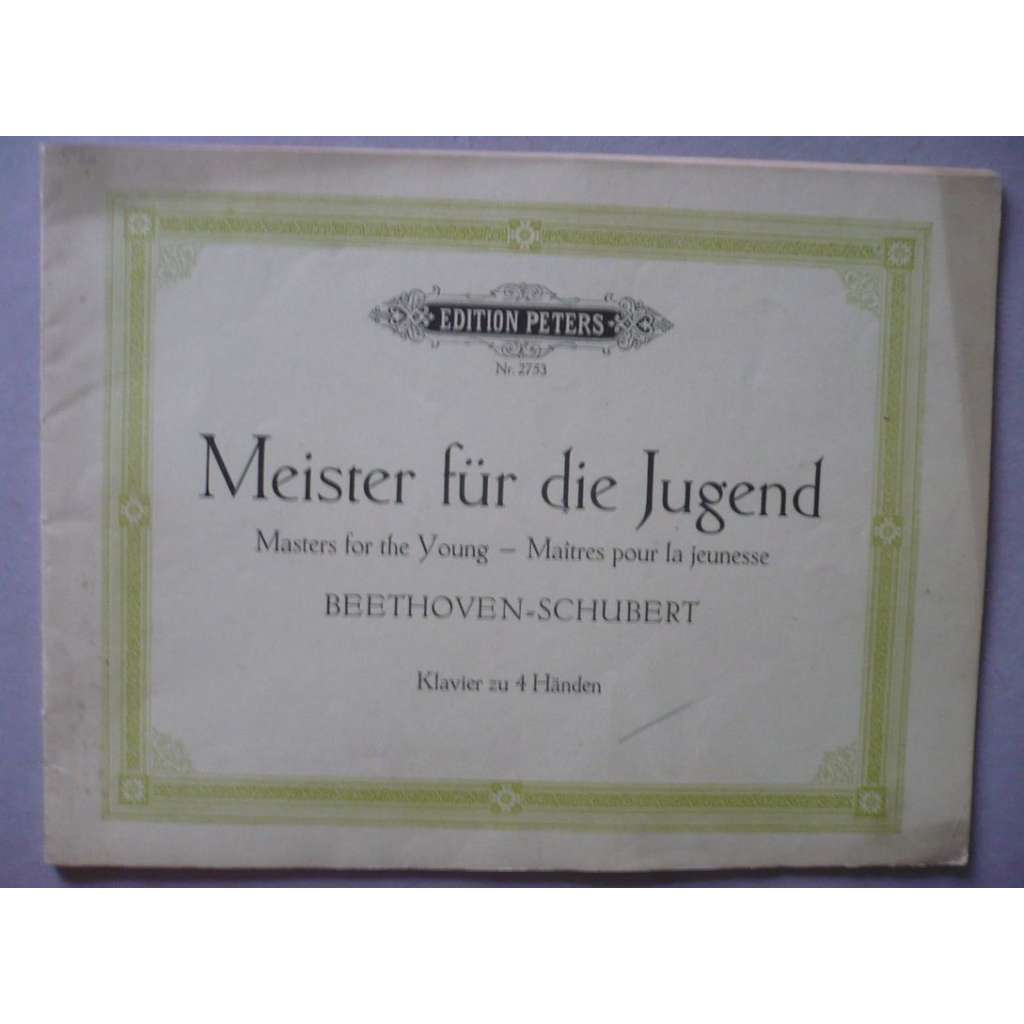 EDITION PETERS
Nr. 2753
Meister für die Jugend
Masters for the Young – Maîtres pour la jeunesse
BEETHOVEN-SCHUBERT
Klavier zu 4 Händen